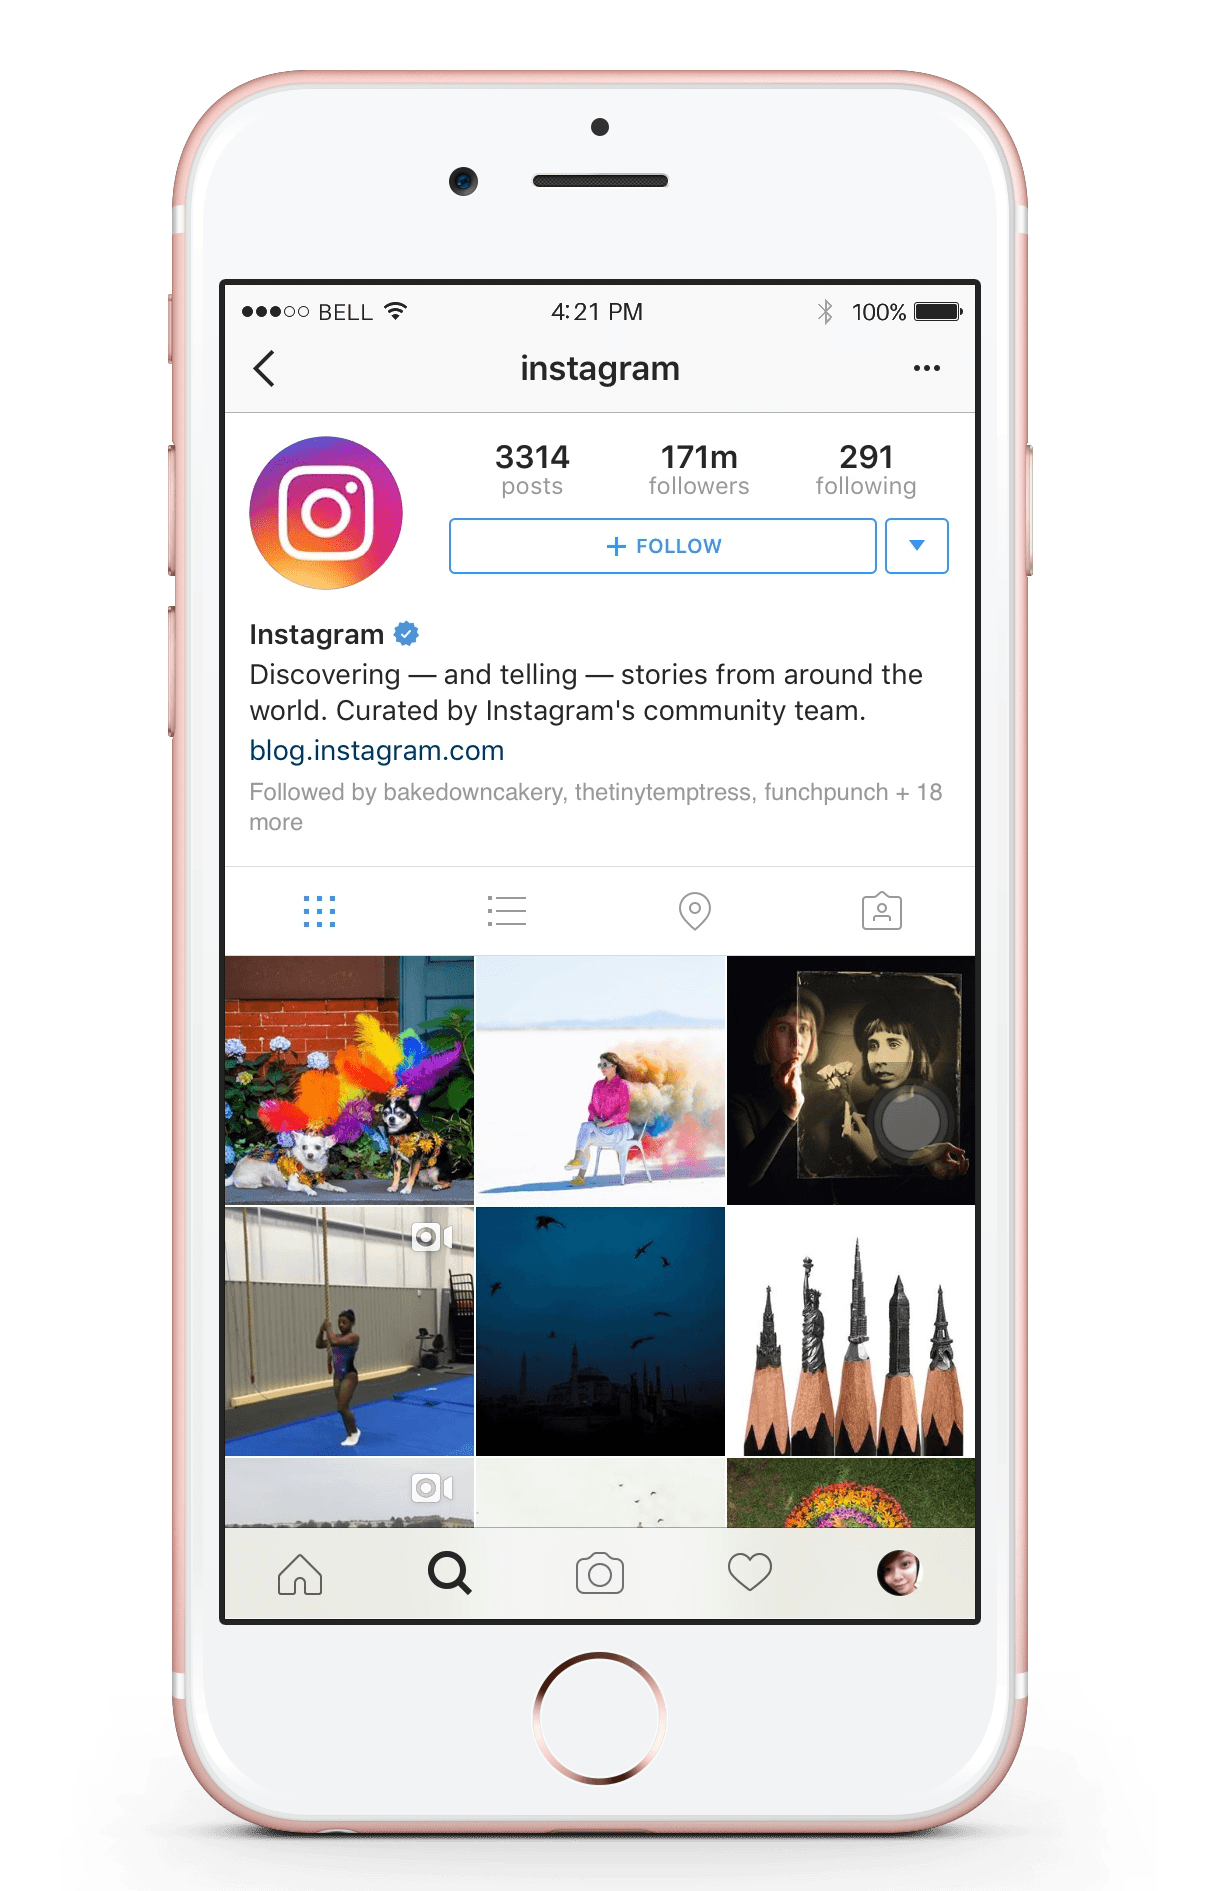 BELL 4:21 PM 100%
instagram
3314 171m 291
posts followers following
+ FOLLOW
Instagram
Discovering — and telling — stories from around the
world. Curated by Instagram's community team.
blog.instagram.com
Followed by bakedowncakery, thetinytemptress, funchpunch + 18
more